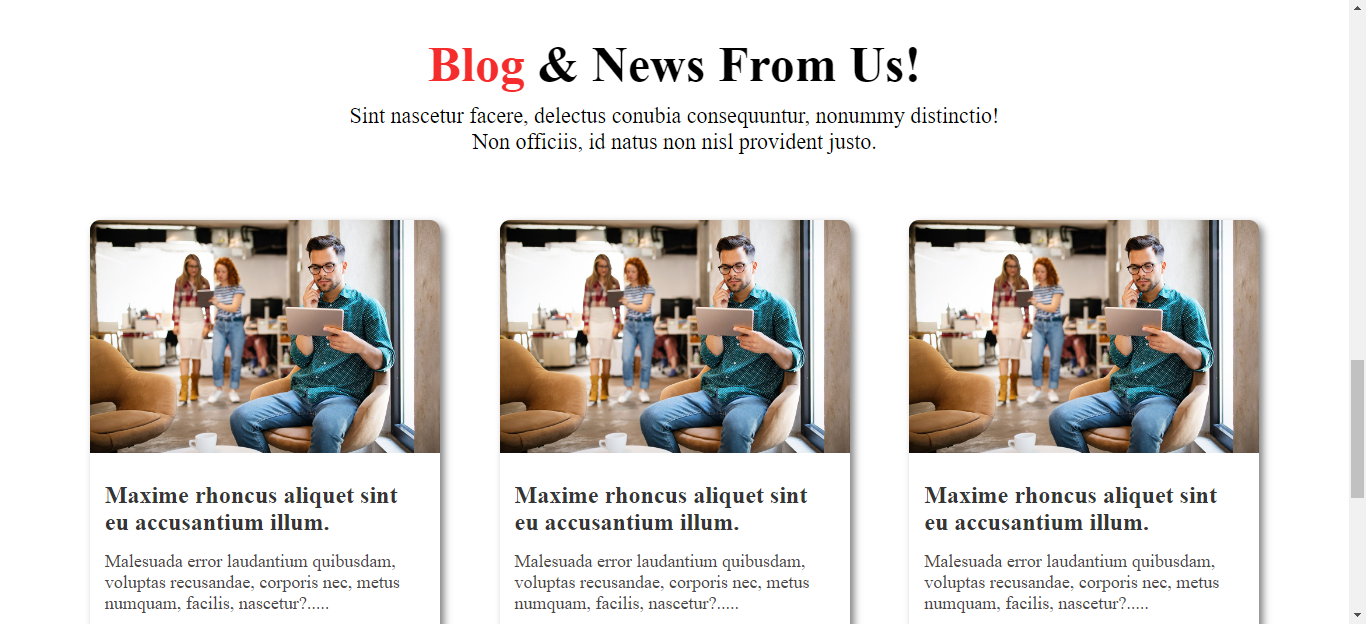 Blog & News From Us!
Sint nascetur facere, delectus conubia consequuntur, nonummy distinctio!
Non officiis, id natus non nisl provident justo.
Maxime rhoncus aliquet sint
eu accusantium illum.
Malesuada error laudantium quibusdam,
voluptas recusandae, corporis nec, metus
numquam, facilis, nascetur?.....
Maxime rhoncus aliquet sint
eu accusantium illum.
Malesuada error laudantium quibusdam,
voluptas recusandae, corporis nec, metus
numquam, facilis, nascetur?.....
Maxime rhoncus aliquet sint
eu accusantium illum.
Malesuada error laudantium quibusdam,
voluptas recusandae, corporis nec, metus
numquam, facilis, nascetur?.....